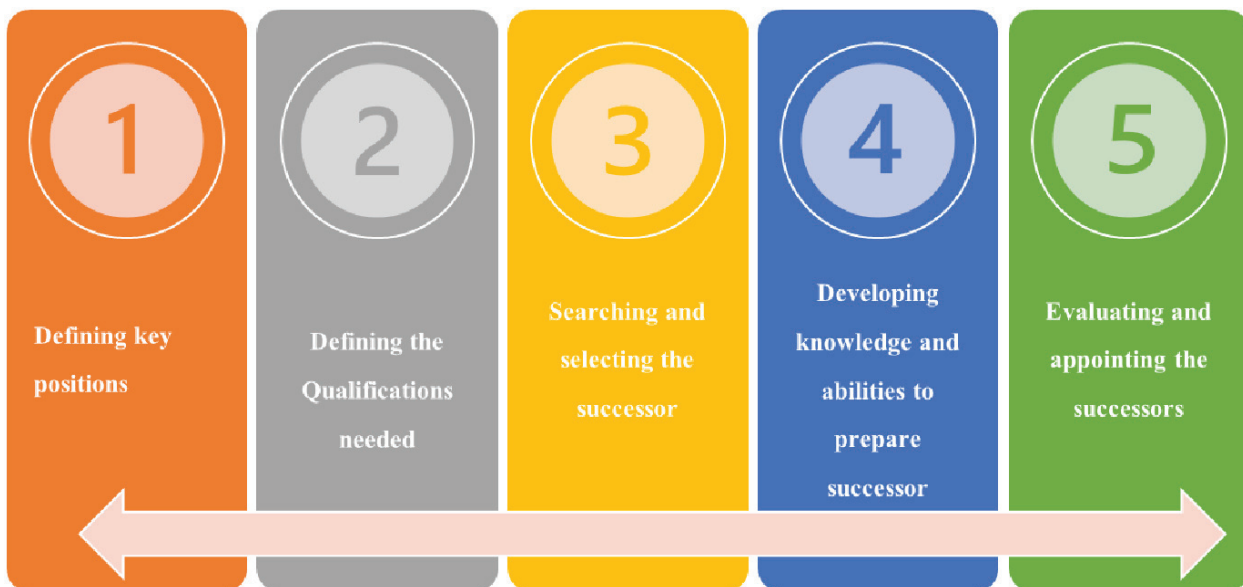 1
Defining key
positions
2
Defining the
Qualifications
needed
3
Searching and
selecting the
successor
4
Developing
knowledge and
abilities to
prepare
successor
5
Evaluating and
appointing the
successors